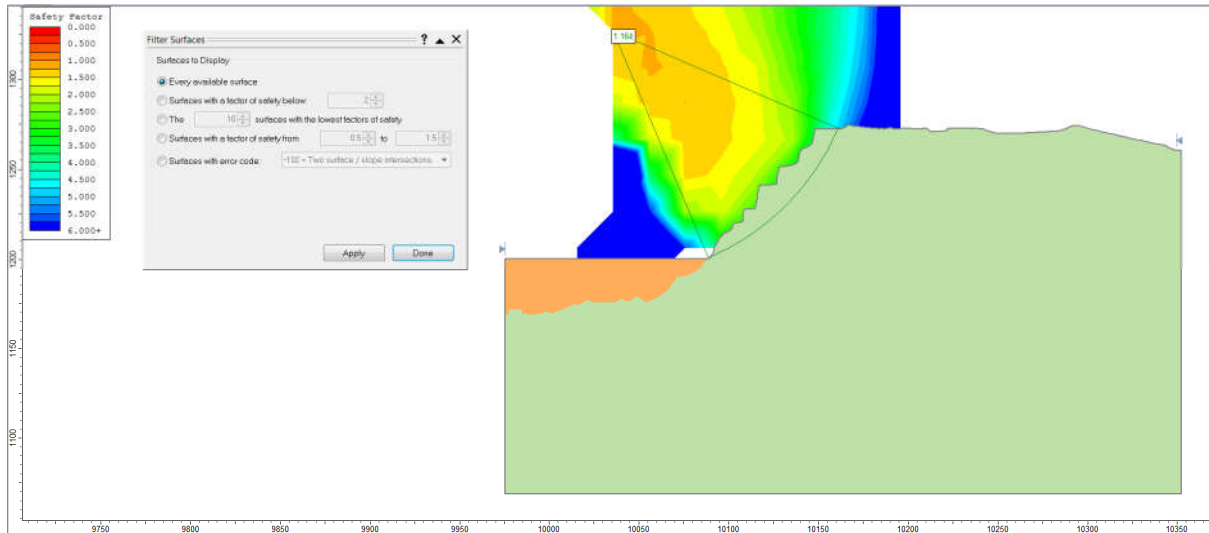 Safety Factor
0.000
0.500
1.000
1.500
2.000
2.500
3.000
3.500
4.000
4.500
5.000
5.500
6.000+
Filter Surfaces ? X
Surfaces to Display
Every available surface
Surfaces with a factor of safety below: 2
The 10 surfaces with the lowest factors of safety
Surfaces with a factor of safety from 0.5 to 1.5
Surfaces with error code: Two surface / slope intersections.
Apply Done
1.164
1300
1250
1200
1150
1100
9750 9800 9850 9900 9950 10000 10050 10100 10150 10200 10250 10300 10350